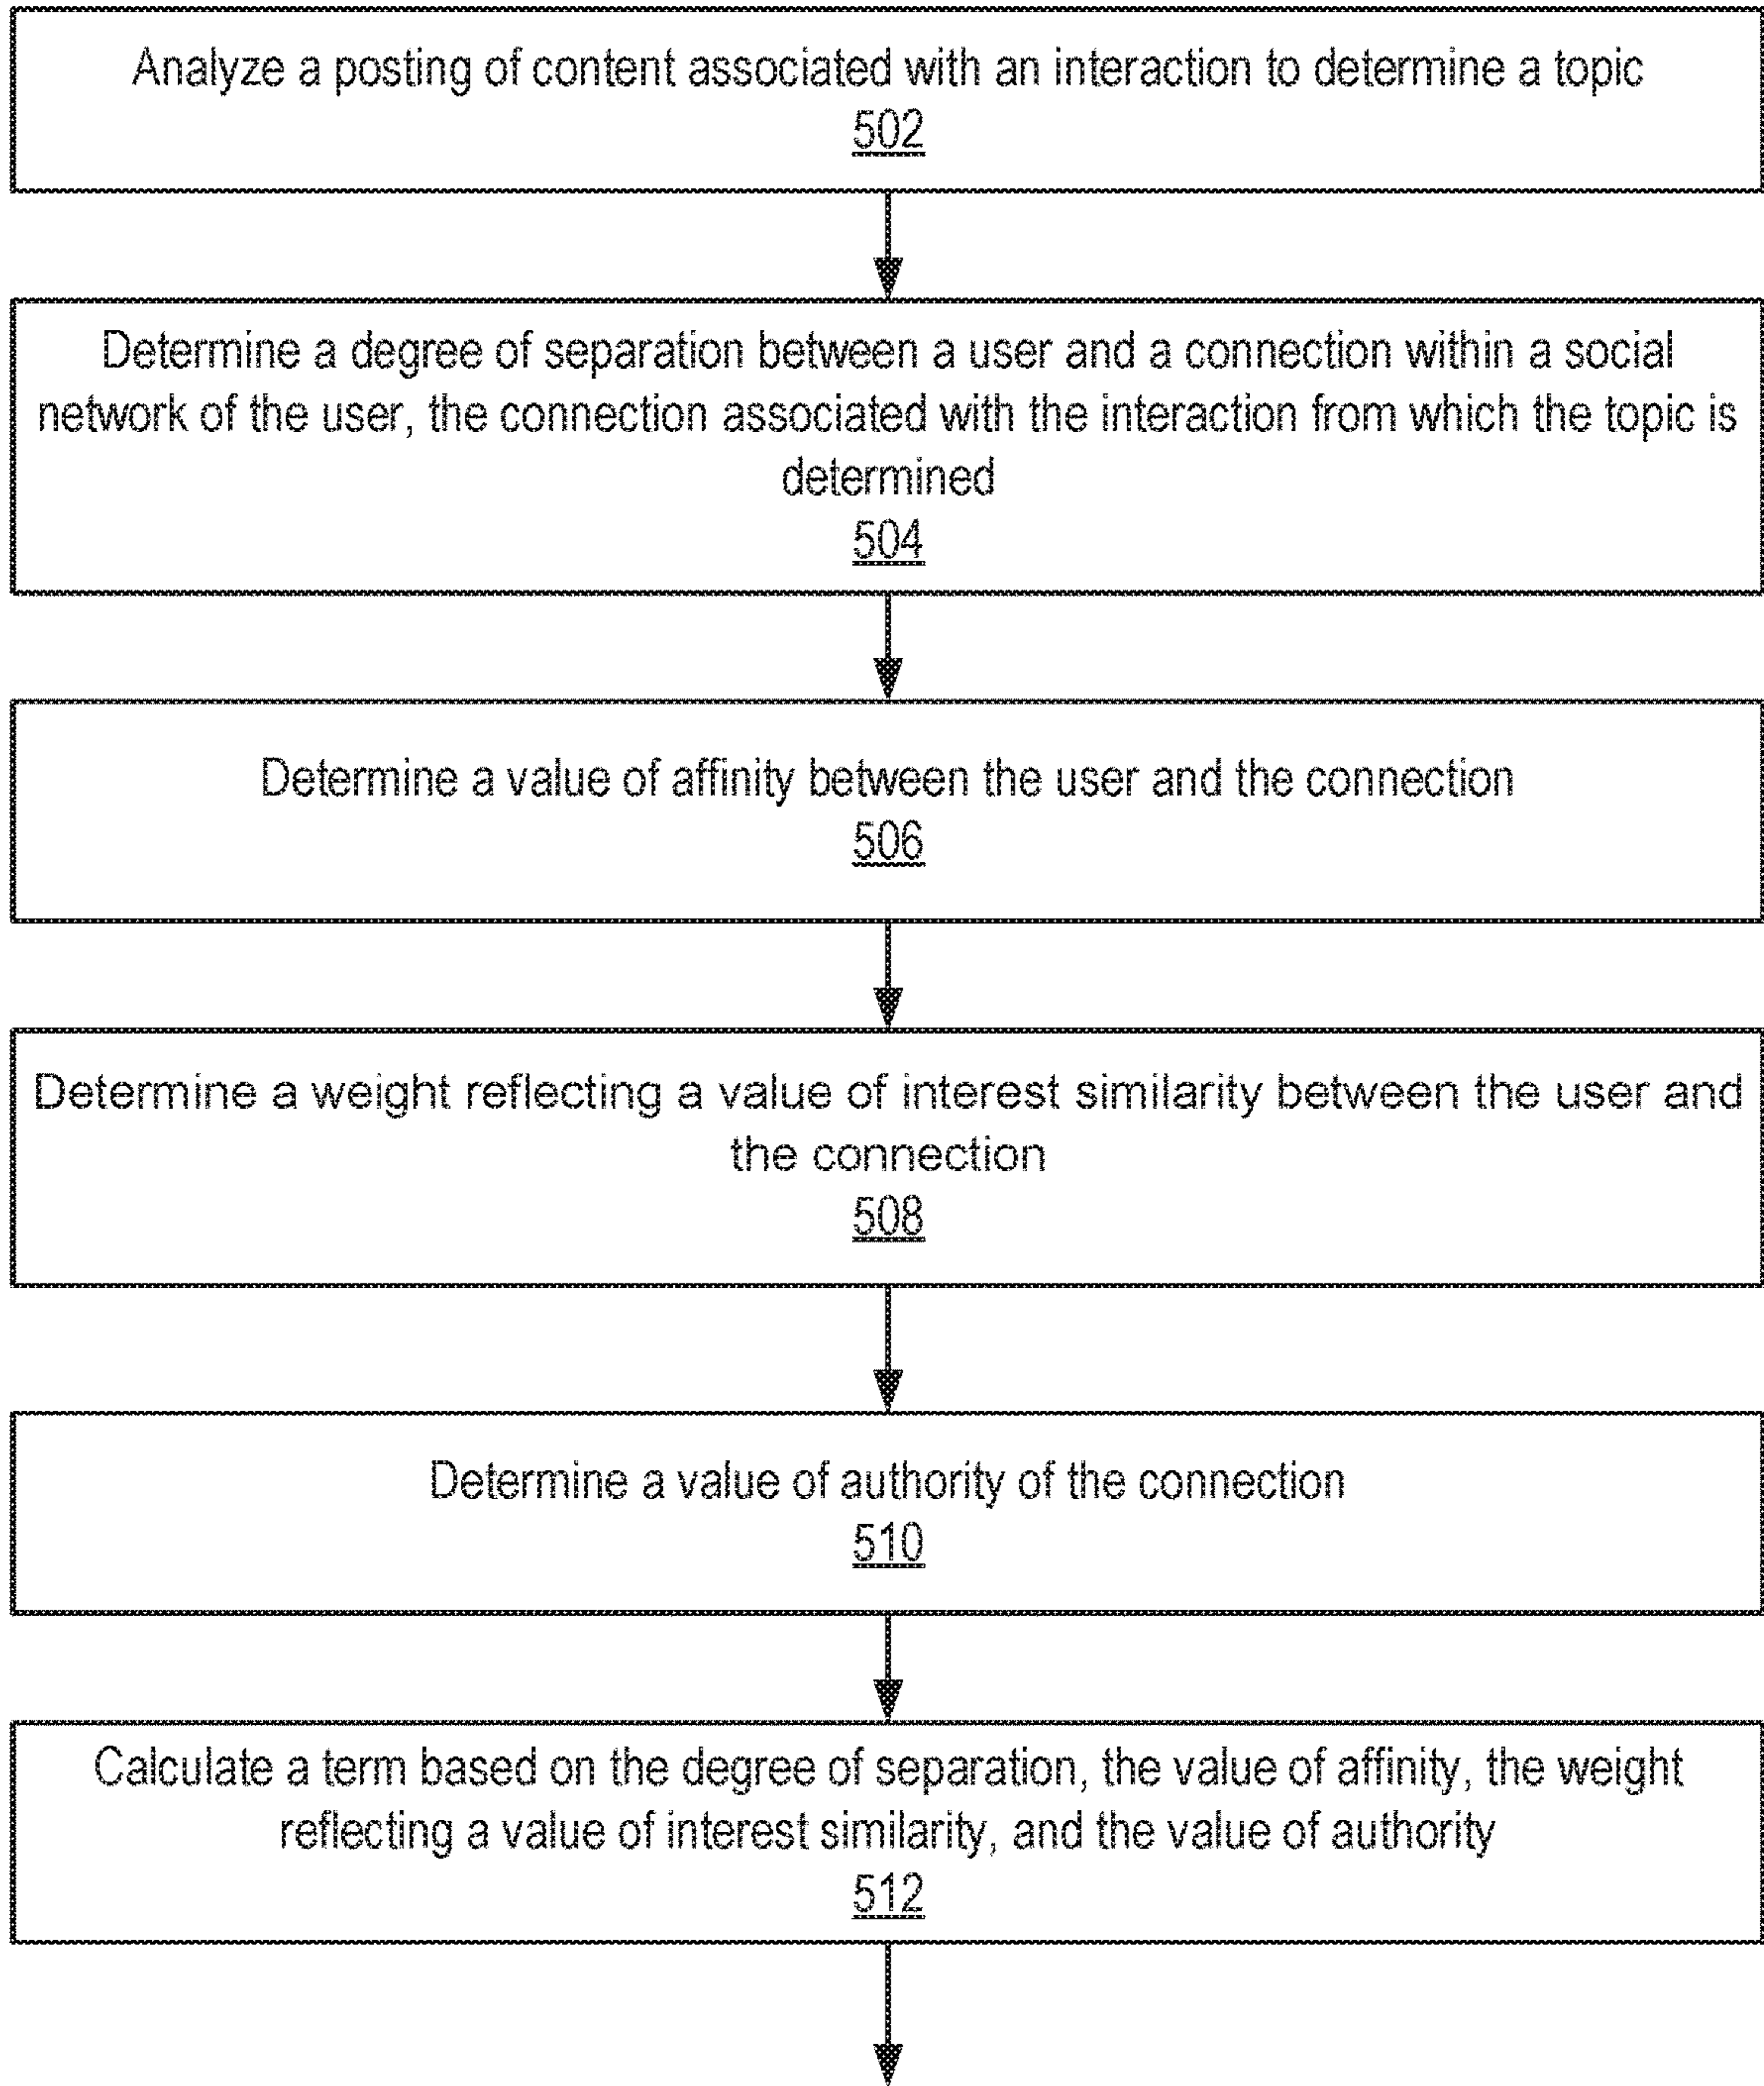 Analyze a posting of content associated with an interaction to determine a topic
502
Determine a degree of separation between a user and a connection within a social
network of the user, the connection associated with the interaction from which the topic is
determined
504
Determine a value of affinity between the user and the connection
506
Determine a weight reflecting a value of interest similarity between the user and
the connection
508
Determine a value of authority of the connection
510
Calculate a term based on the degree of separation, the value of affinity, the weight
reflecting a value of interest similarity, and the value of authority
512